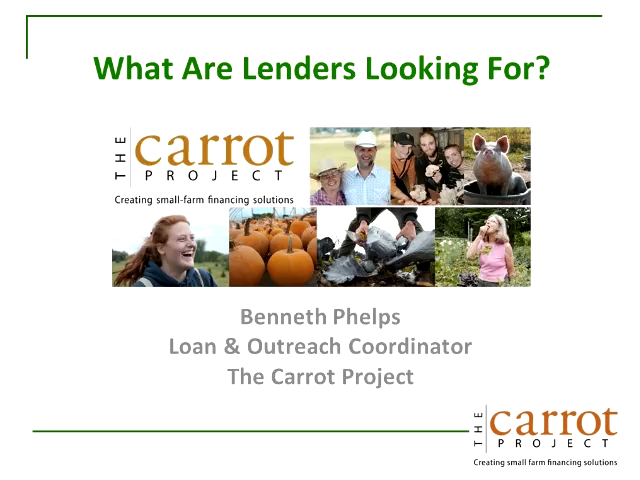 What Are Lenders Looking For?
THE
carrot
PROJECT
Creating small-farm financing solutions
Benneth Phelps
Loan & Outreach Coordinator
The Carrot Project
THE
carrot
PROJECT
Creating small farm financing solutions